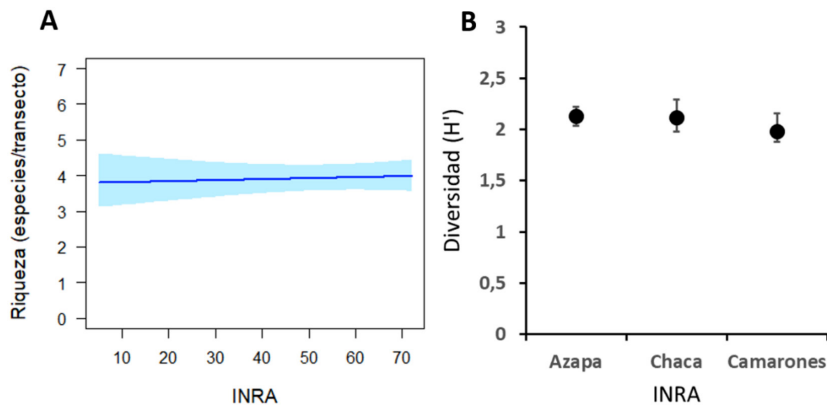 A
Riqueza (especies/transecto)
7
6
5
4
3
2
1
0
10 20 30 40 50 60 70
INRA
B
Diversidad (H')
3
2,5
2
1,5
1
0,5
0
Azapa Chaca Camarones
INRA